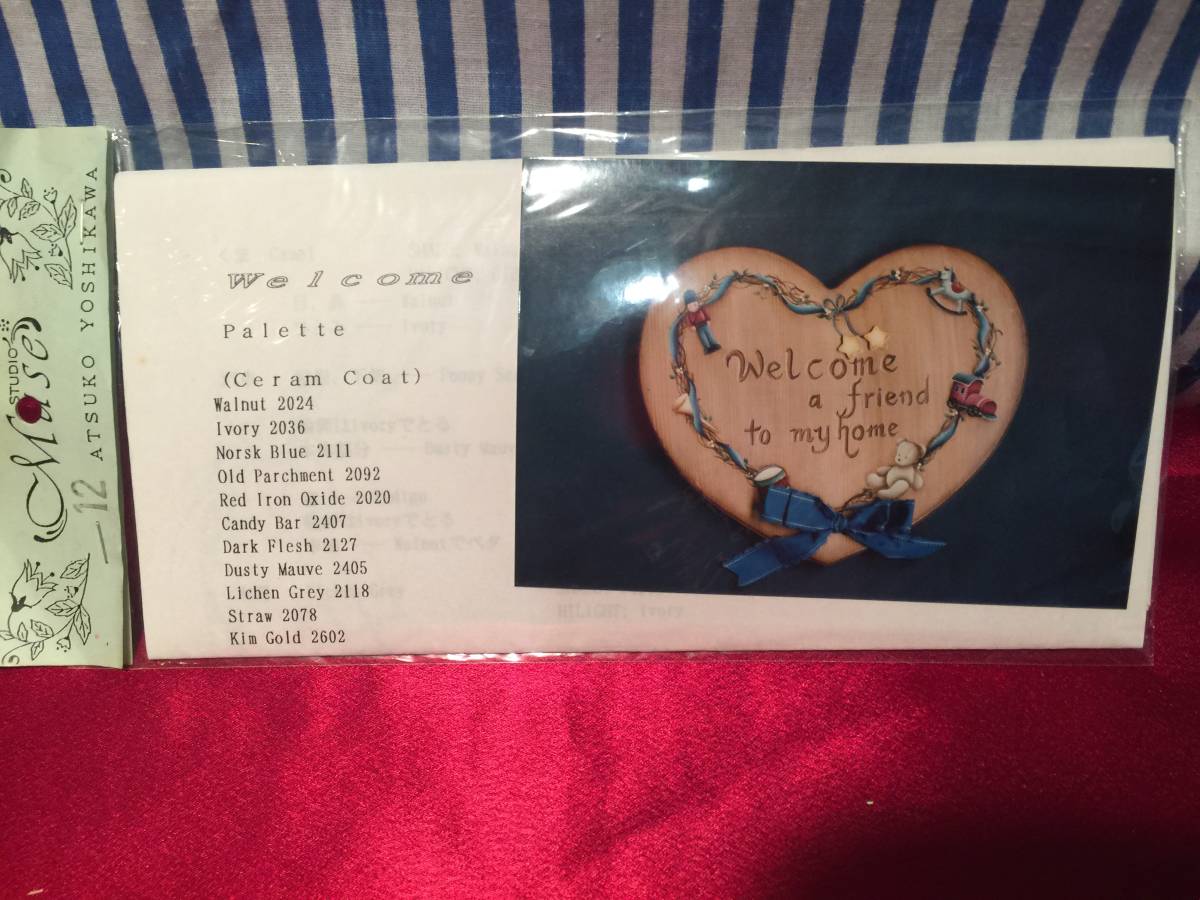 STUDIO
Mase
ATSUKO YOSHIKAWA
-12
Welcome
Palette
(Ceram Coat)
Walnut 2024
Ivory 2036
Norsk Blue 2111
Old Parchment 2092
Red Iron Oxide 2020
Candy Bar 2407
Dark Flesh 2127
Dusty Mauve 2405
Lichen Grey 2118
Straw 2078
Kim Gold 2602
Welcome
a friend
to my home
HILIGHT: Ivory